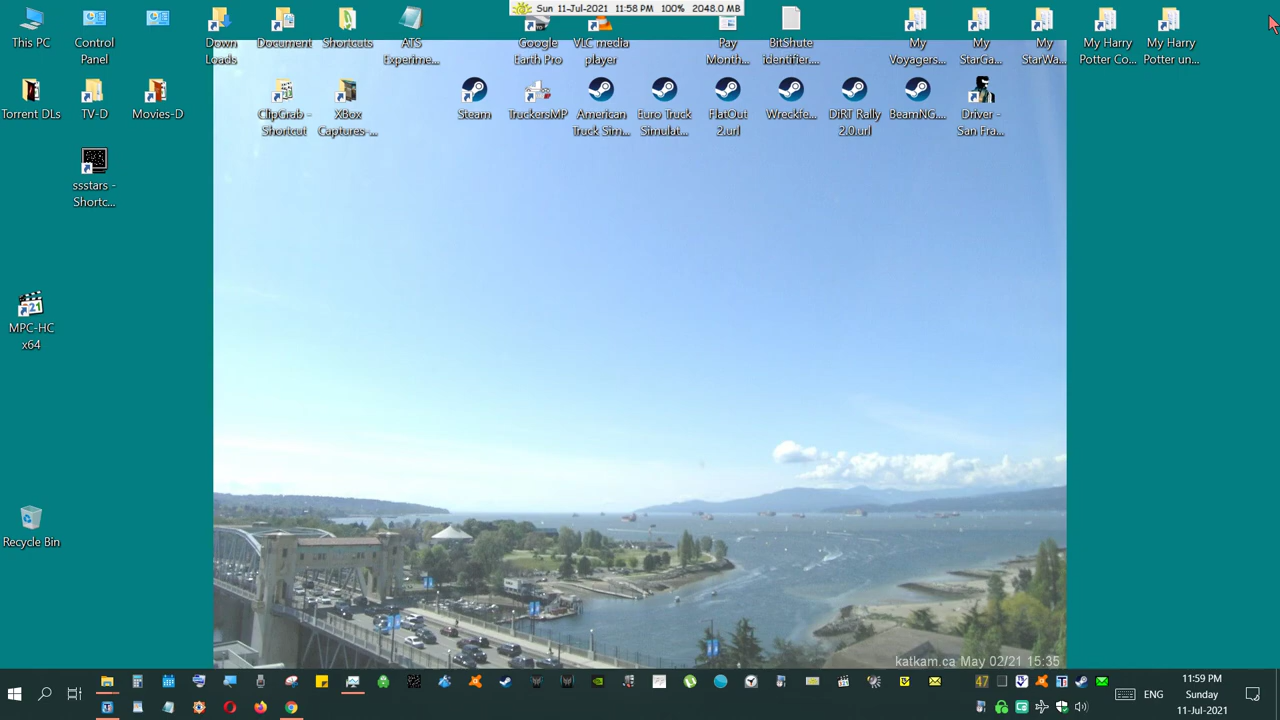 Sun 11-Jul-2021 11:58 PM 100% 2048.0 MB
This PC
Control
Panel
Down
Loads
Document
Shortcuts
ATS
Experime...
Google
Earth Pro
VLC media
player
Pay
Month...
BitShute
identifier....
My
Voyagers...
My
StarGa...
My
StarWa...
My Harry
Potter Co...
My Harry
Potter un...
Torrent DLs
TV-D
Movies-D
ClipGrab -
Shortcut
XBox
Captures-...
Steam
TruckersMP
American
Truck Sim...
Euro Truck
Simulat...
FlatOut
2.url
Wreckfe...
DiRT Rally
2.0.url
BeamNG....
Driver -
San Fra...
ssstars -
Shortc...
MPC-HC
x64
Recycle Bin
katkam.ca May 02/21 15:35
47
ENG
11:59 PM
Sunday
11-Jul-2021